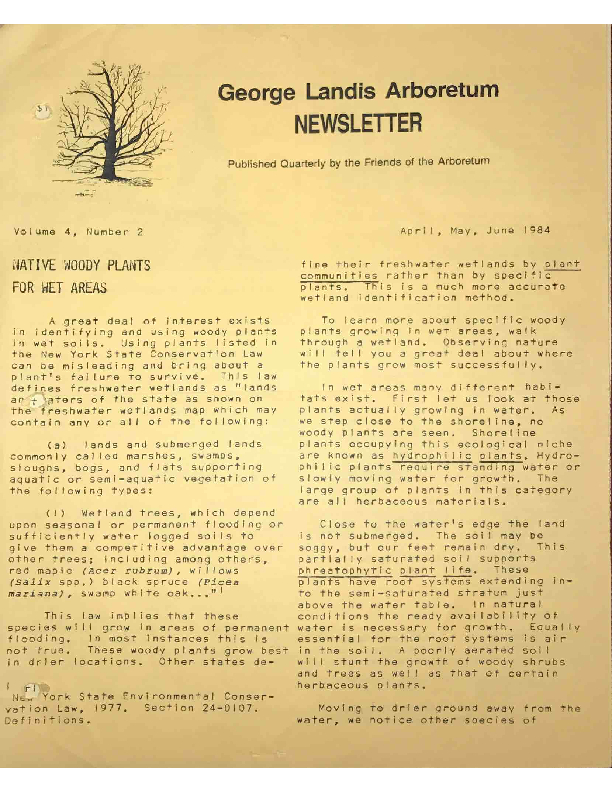 George Landis Arboretum
NEWSLETTER
Published Quarterly by the Friends of the Arboretum
Volume 4, Number 2
April, May, June 1984
NATIVE WOODY PLANTS
FOR WET AREAS
A great deal of interest exists
in identifying and using woody plants
in wet soils. Using plants listed in
the New York State Conservation Law
can be misleading and bring about a
plant's failure to survive. This law
defines freshwater wetlands as "lands
and waters of the state as shown on
the freshwater wetlands map which may
contain any or all of the following:
(a) lands and submerged lands
commonly called marshes, swamps,
sloughs, bogs, and flats supporting
aquatic or semi-aquatic vegetation of
the following types:
(1) Wetland trees, which depend
upon seasonal or permanent flooding or
sufficiently water logged soils to
give them a competitive advantage over
other trees; including among others,
red maple (Acer rubrum), willows
(Salix spp.) black spruce (Picea
mariana), swamp white oak..."1
This law implies that these
species will grow in areas of permanent
flooding. In most instances this is
not true. These woody plants grow best
in drier locations. Other states de-
1
New York State Environmental Conser-
vation Law, 1977. Section 24-0107.
Definitions.
fine their freshwater wetlands by plant
communities rather than by specific
plants. This is a much more accurate
wetland identification method.
To learn more about specific woody
plants growing in wet areas, walk
through a wetland. Observing nature
will tell you a great deal about where
the plants grow most successfully.
In wet areas many different habi-
tats exist. First let us look at those
plants actually growing in water. As
we step close to the shoreline, no
woody plants are seen. Shoreline
plants occupying this ecological niche
are known as hydrophilic plants. Hydro-
philic plants require standing water or
slowly moving water for growth. The
large group of plants in this category
are all herbaceous materials.
Close to the water's edge the land
is not submerged. The soil may be
soggy, but our feet remain dry. This
partially saturated soil supports
phreatophytic plant life. These
plants have root systems extending in-
to the semi-saturated stratum just
above the water table. In natural
conditions the ready availability of
water is necessary for growth. Equally
essential for the root systems is air
in the soil. A poorly aerated soil
will stunt the growth of woody shrubs
and trees as well as that of certain
herbaceous plants.
Moving to drier ground away from the
water, we notice other species of